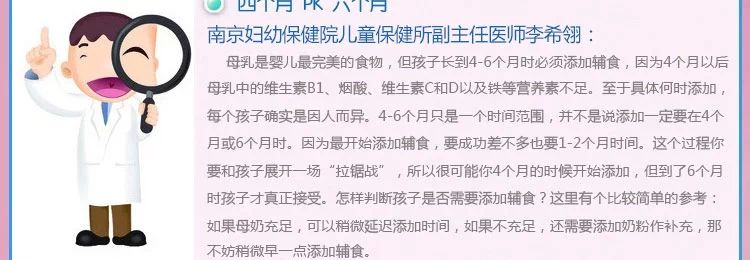 四个月 PK 六个月
南京妇幼保健院儿童保健所副主任医师李希翎：
母乳是婴儿最完美的食物，但孩子长到4-6个月时必须添加辅食，因为4个月以后
母乳中的维生素B1、烟酸、维生素C和D以及铁等营养素不足。至于具体何时添加，
每个孩子确实是因人而异。4-6个月只是一个时间范围，并不是说添加一定要在4个
月或6个月时。因为最开始添加辅食，要成功差不多也要1-2个月时间。这个过程你
要和孩子展开一场“拉锯战”，所以很可能你4个月的时候开始添加，但到了6个月
时孩子才真正接受。怎样判断孩子是否需要添加辅食？这里有个比较简单的参考：
如果母奶充足，可以稍微延迟添加时间，如果不充足，还需要添加奶粉作补充，那
不妨稍微早一点添加辅食。